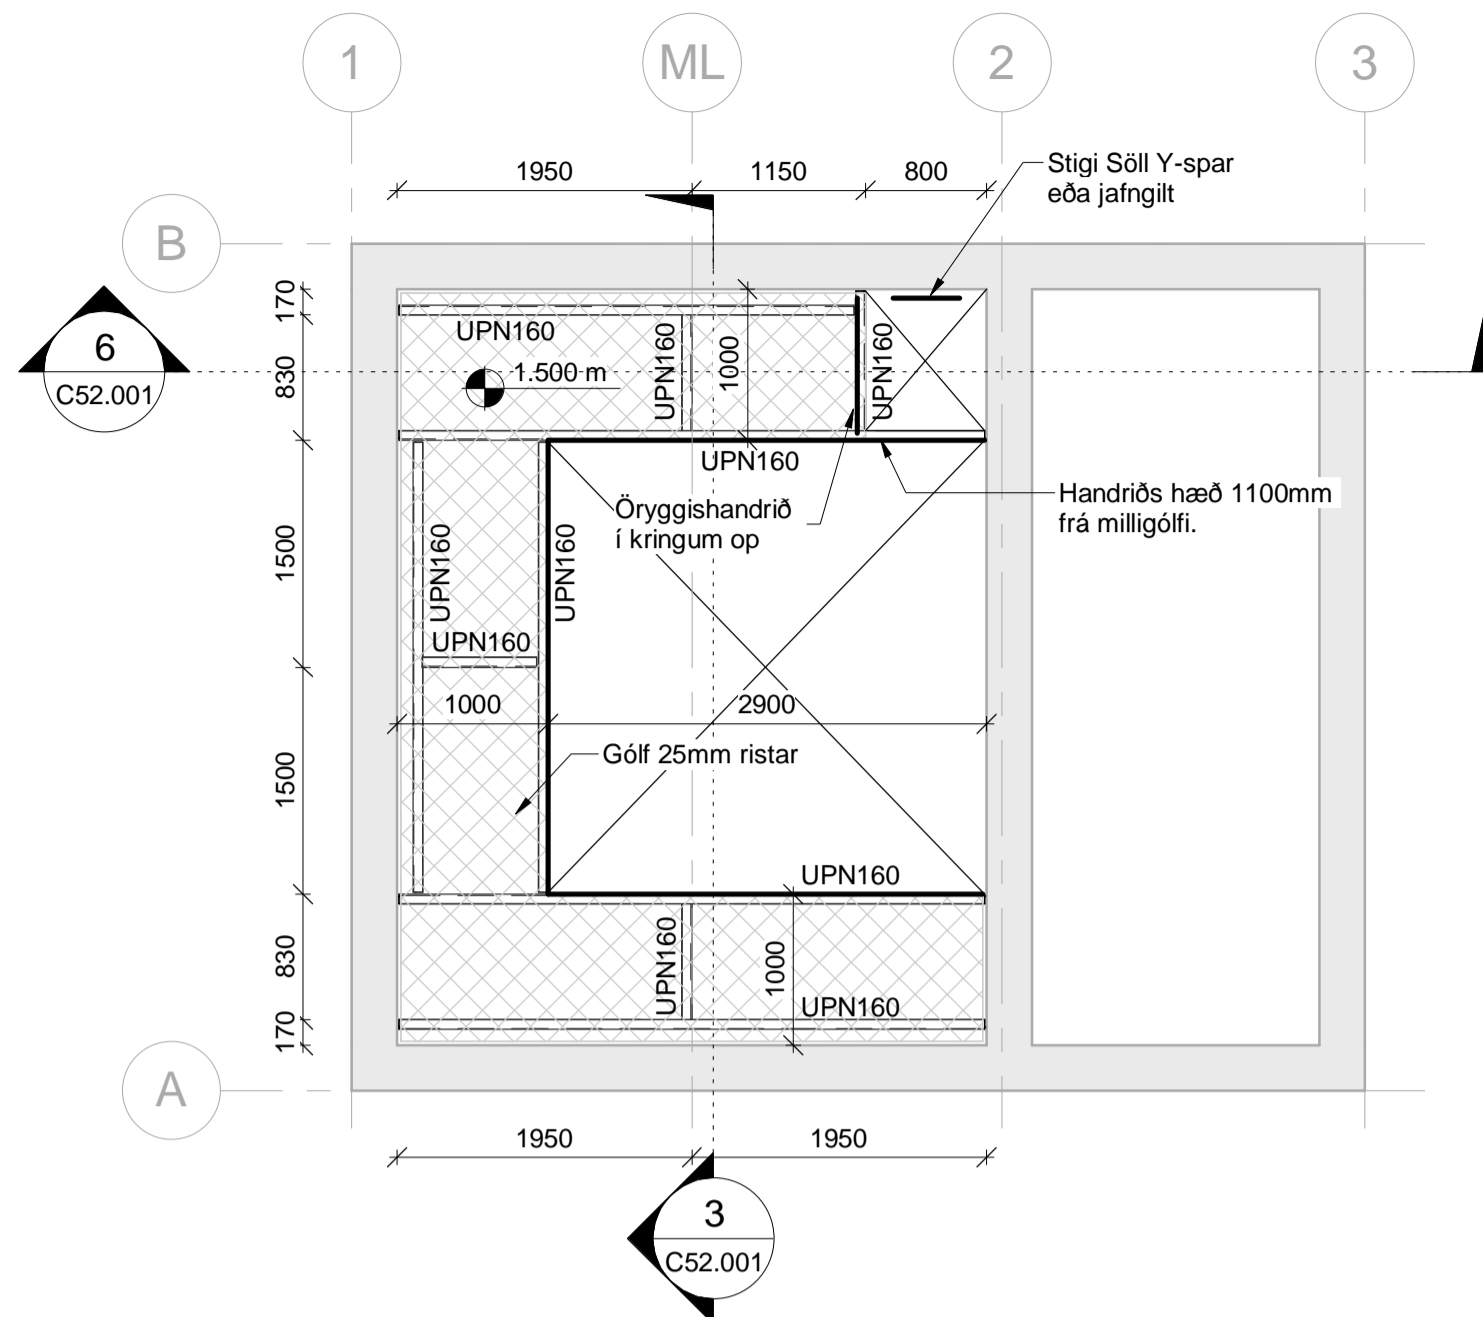 1
ML
2
3
1950
1150
800
Stigi Söll Y-spar
eða jafngilt
B
170
UPN160
6
C52.001
830
1.500 m
UPN160
1000
UPN160
UPN160
Handriðs hæð 1100mm
frá milligólfi.
Öryggishandrið
í kringum op
1500
UPN160
UPN160
UPN160
1000
2900
Gólf 25mm ristar
1500
UPN160
830
UPN160
1000
UPN160
170
A
1950
1950
3
C52.001